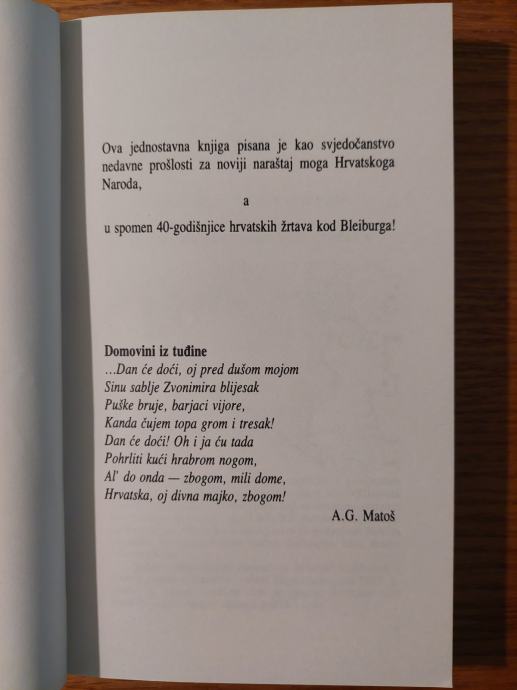 Ova jednostavna knjiga pisana je kao svjedočanstvo
nedavne prošlosti za noviji naraštaj moga Hrvatskoga
Naroda,
a
u spomen 40-godišnjice hrvatskih žrtava kod Bleiburga!
Domovini iz tuđine
...Dan će doći, oj pred dušom mojom
Sinu sablje Zvonimira blijesak
Puške bruje, barjaci vijore,
Kanda čujem topa grom i tresak!
Dan će doći! Oh i ja ću tada
Pohrliti kući hrabrom nogom,
Al' do onda — zbogom, mili dome,
Hrvatska, oj divna majko, zbogom!
A.G. Matoš